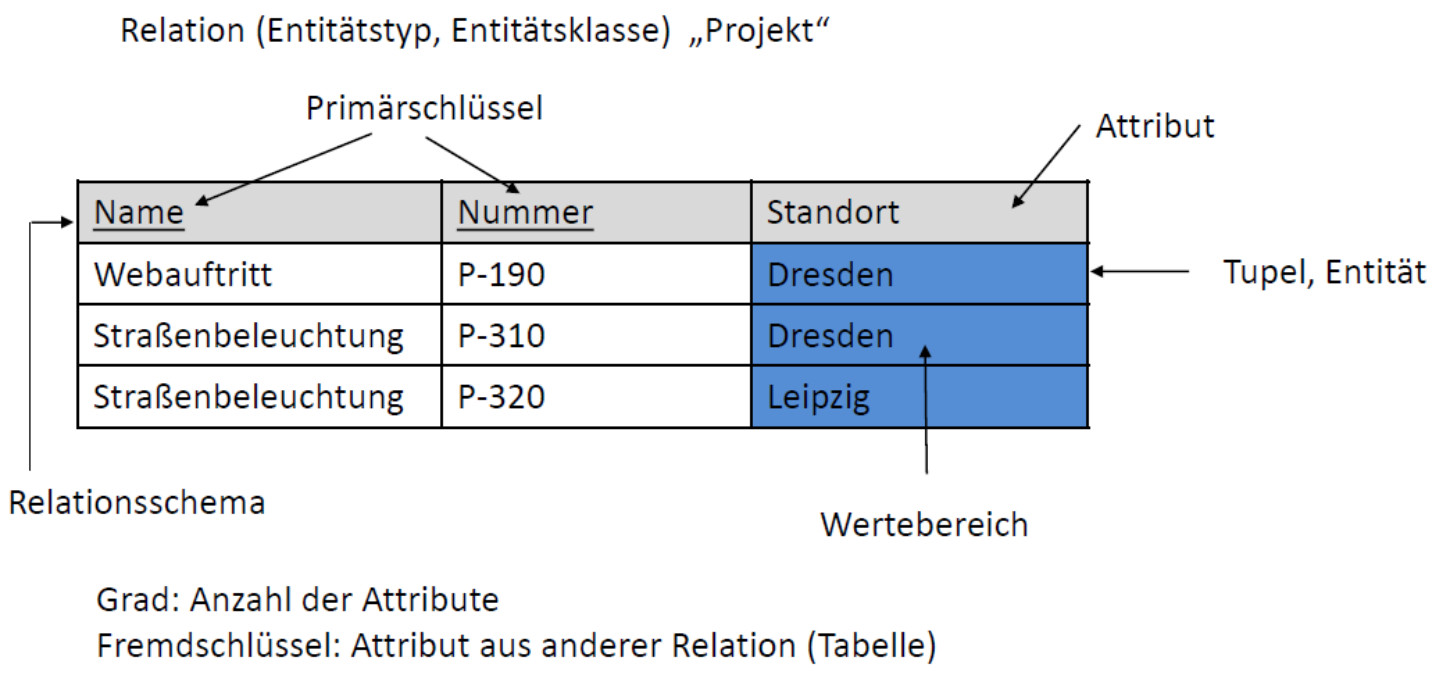 Relation (Entitätstyp, Entitätsklasse) „Projekt“
Primärschlüssel
Attribut
Name Nummer Standort
Webauftritt P-190 Dresden
Tupel, Entität
Straßenbeleuchtung P-310 Dresden
Straßenbeleuchtung P-320 Leipzig
Relationsschema
Wertebereich
Grad: Anzahl der Attribute
Fremdschlüssel: Attribut aus anderer Relation (Tabelle)